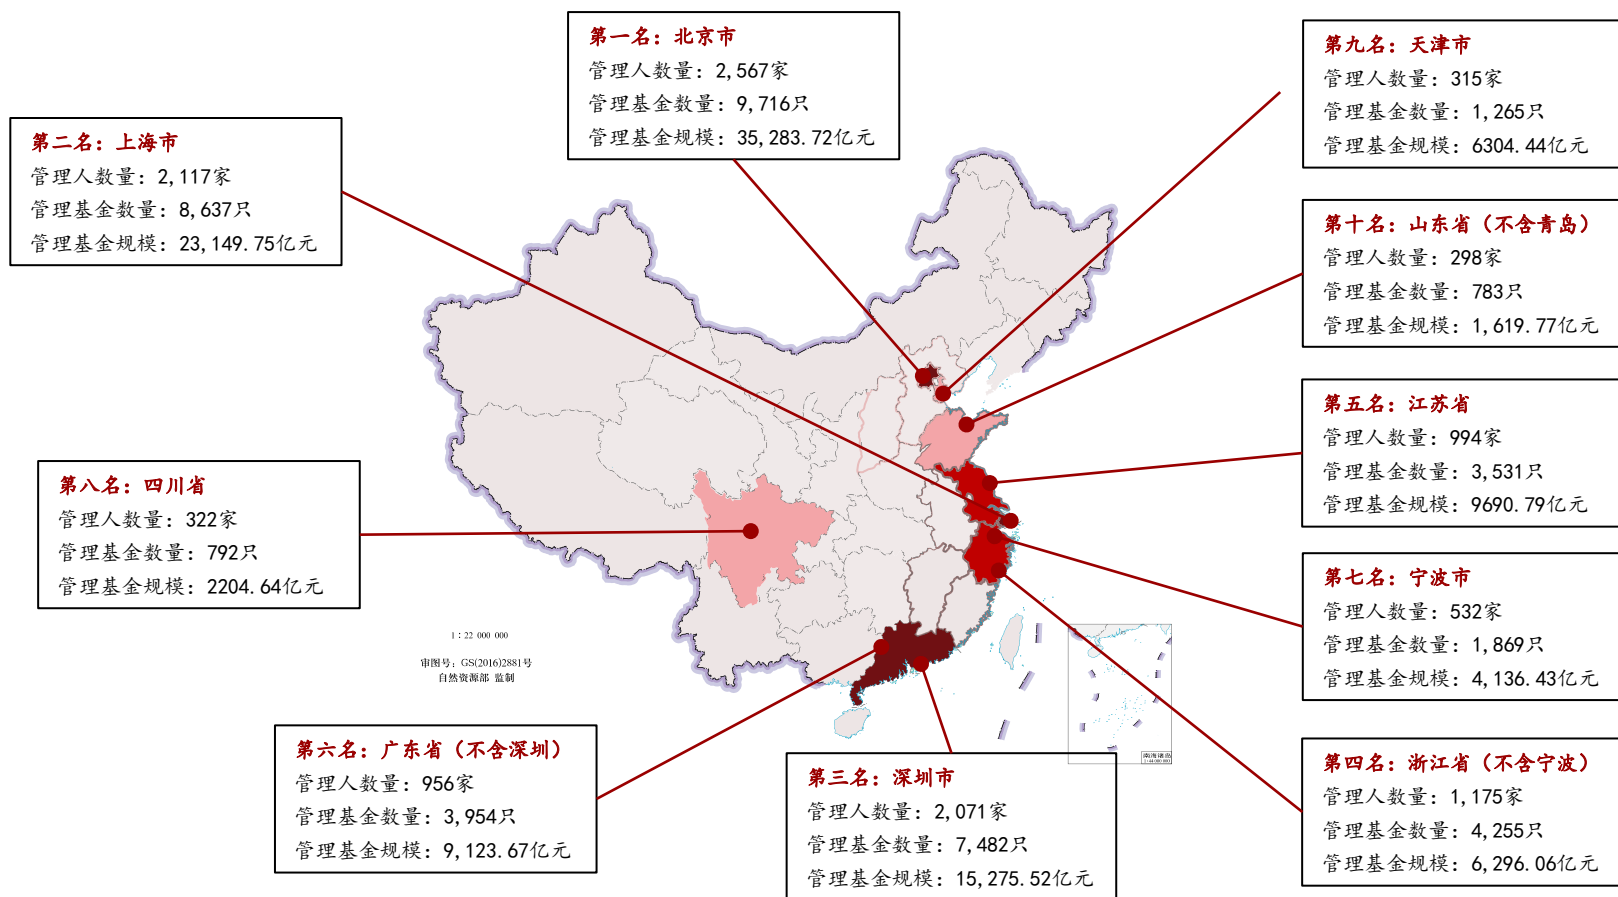 第一名：北京市
管理人数量：2,567家
管理基金数量：9,716只
管理基金规模：35,283.72亿元
第九名：天津市
管理人数量：315家
管理基金数量：1,265只
管理基金规模：6304.44亿元
第二名：上海市
管理人数量：2,117家
管理基金数量：8,637只
管理基金规模：23,149.75亿元
第十名：山东省（不含青岛）
管理人数量：298家
管理基金数量：783只
管理基金规模：1,619.77亿元
第五名：江苏省
管理人数量：994家
管理基金数量：3,531只
管理基金规模：9690.79亿元
第八名：四川省
管理人数量：322家
管理基金数量：792只
管理基金规模：2204.64亿元
第七名：宁波市
管理人数量：532家
管理基金数量：1,869只
管理基金规模：4,136.43亿元
1：22 000 000
审图号：GS(2016)2881号
自然资源部 监制
第六名：广东省（不含深圳）
管理人数量：956家
管理基金数量：3,954只
管理基金规模：9,123.67亿元
第三名：深圳市
管理人数量：2,071家
管理基金数量：7,482只
管理基金规模：15,275.52亿元
南海诸岛
1:44 000 000
第四名：浙江省（不含宁波）
管理人数量：1,175家
管理基金数量：4,255只
管理基金规模：6,296.06亿元